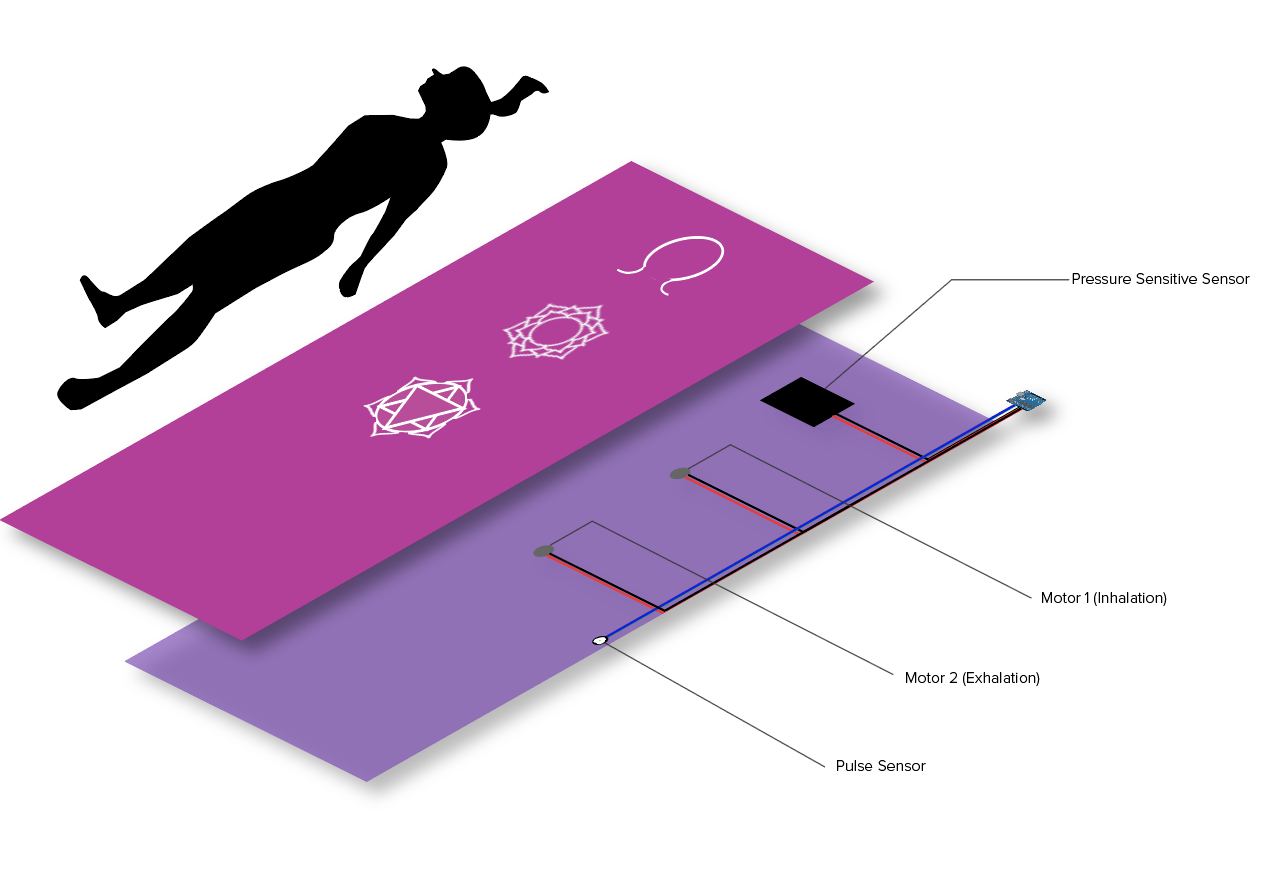 Pressure Sensitive Sensor
Motor 1 (Inhalation)
Motor 2 (Exhalation)
Pulse Sensor